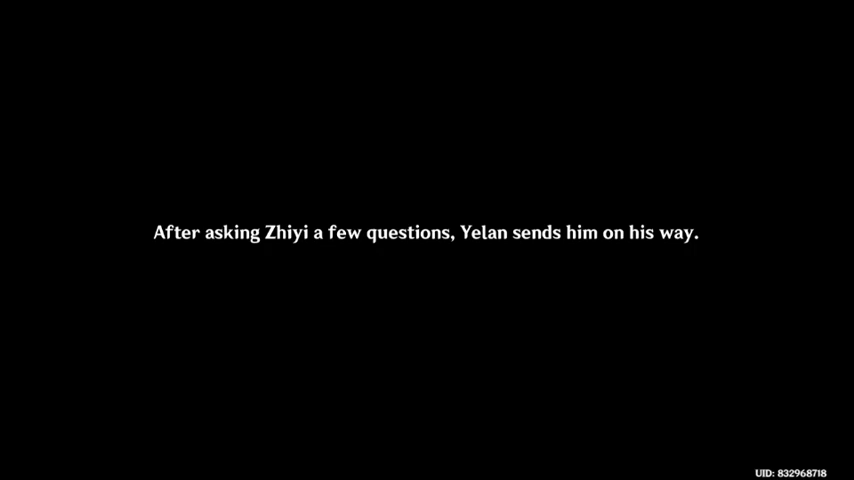 After asking Zhiyi a few questions, Yelan sends him on his way.
UID: 832968718